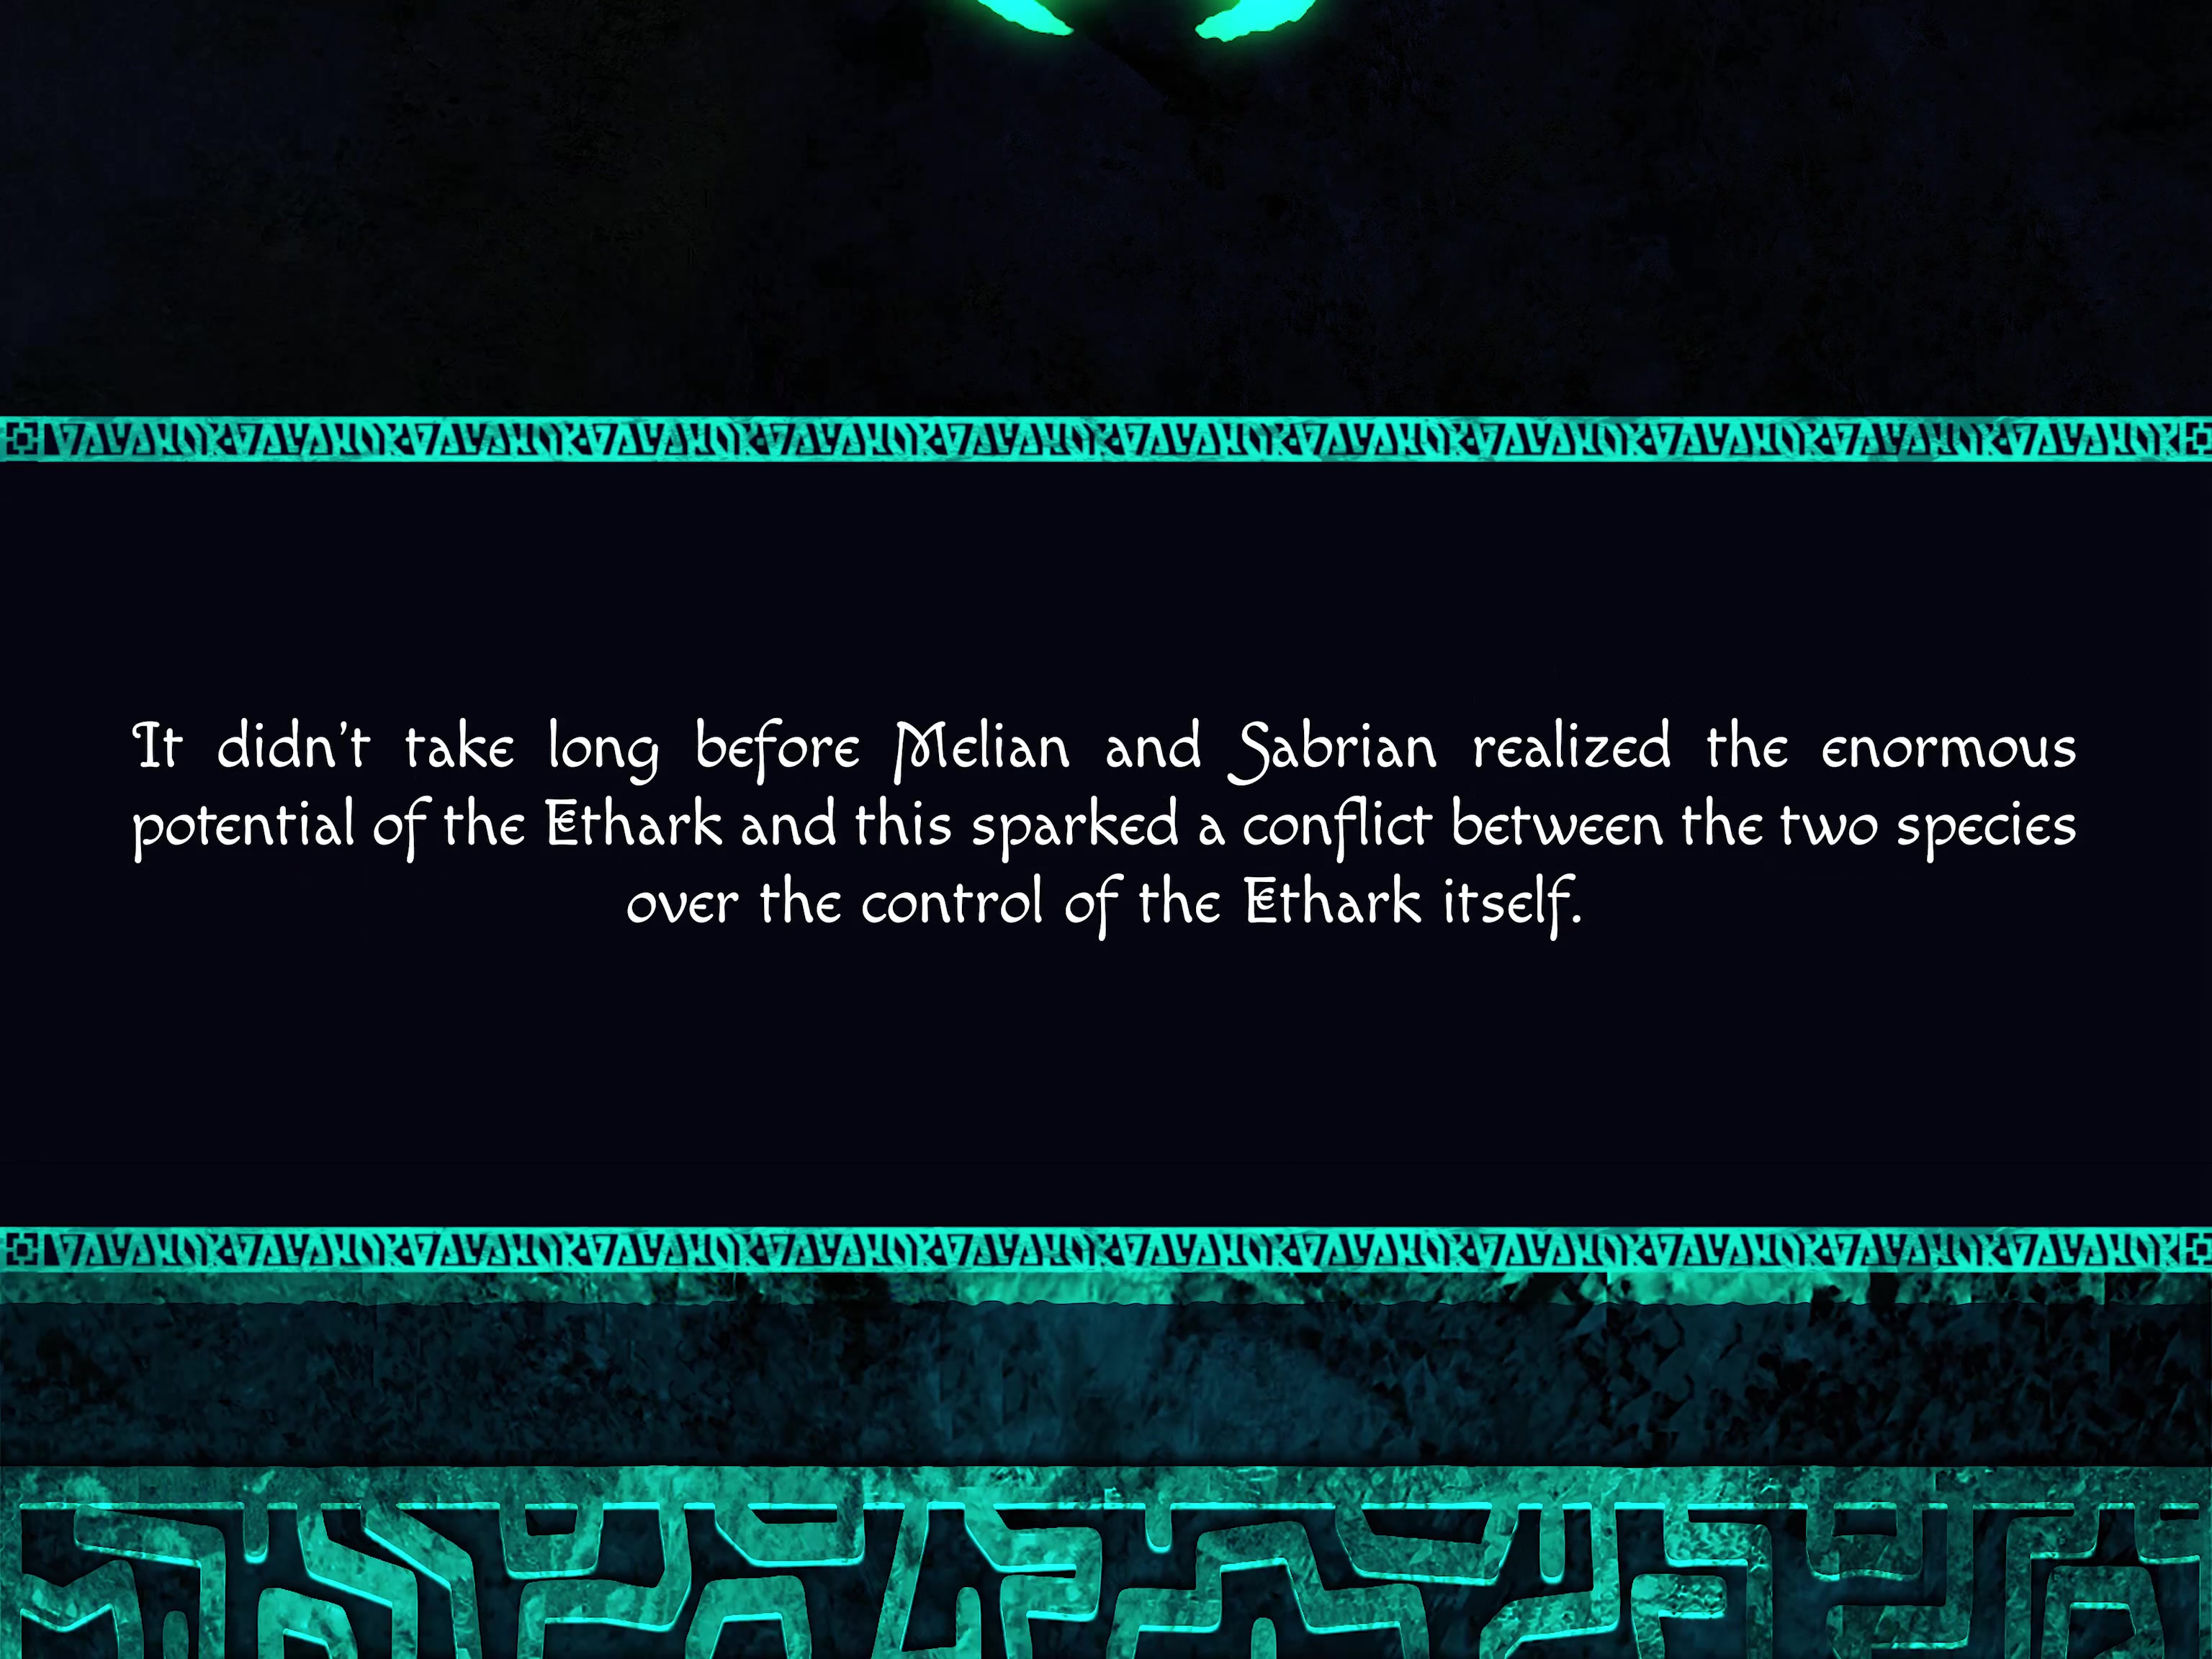 It didn't take long before Melian and Sabrian realized the enormous
potential of the Ethark and this sparked a conflict between the two species
over the control of the Ethark itself.